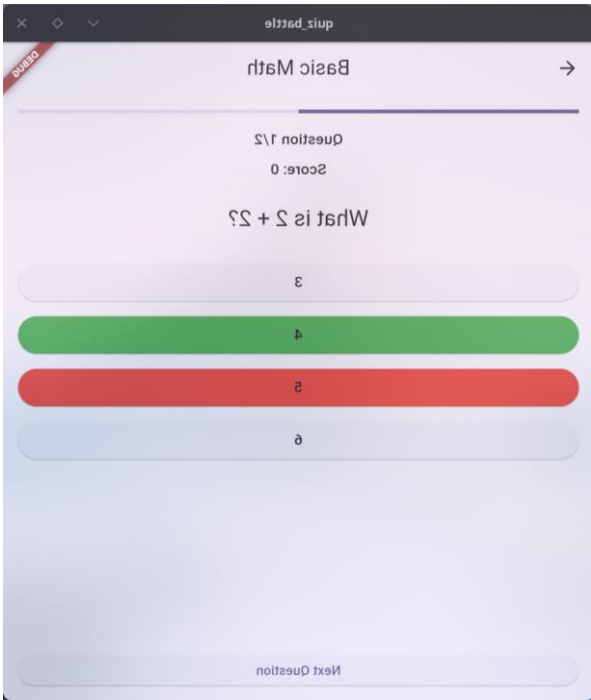 quiz_battle
DEBUG
Basic Math
Question 1/2
Score: 0
What is 2 + 2?
3
4
5
6
Next Question